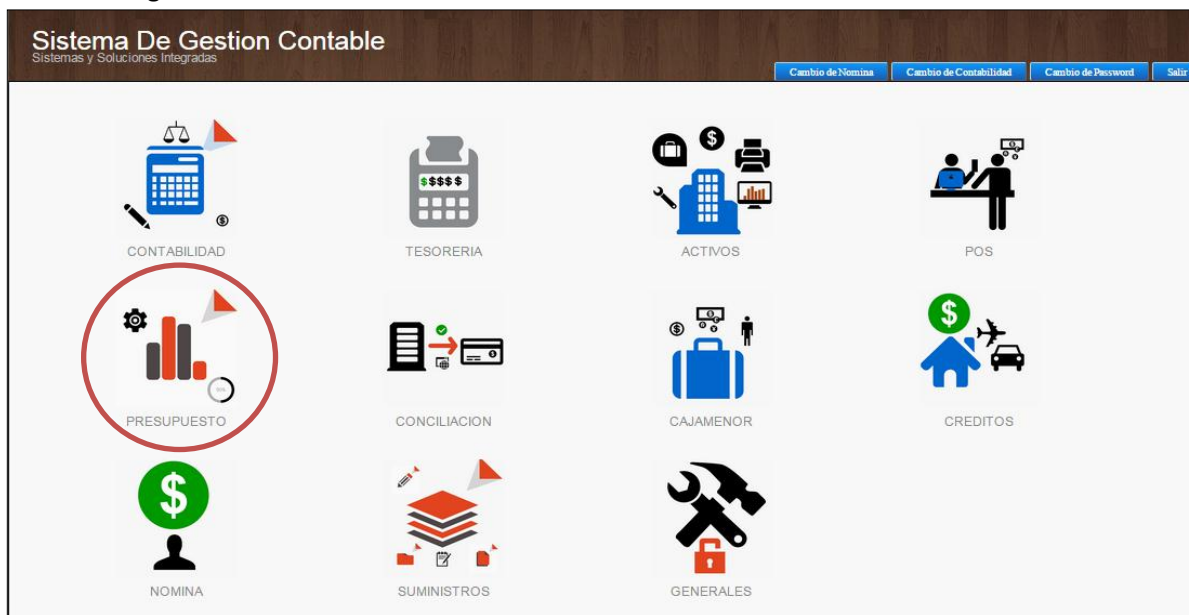 Sistema De Gestion Contable
Sistemas y Soluciones Integradas
Cambio de Nomina Cambio de Contabilidad Cambio de Password Salir
$$$$$ $
CONTABILIDAD TESORERIA ACTIVOS POS
PRESUPUESTO CONCILIACION CAJAMENOR CREDITOS
NOMINA SUMINISTROS GENERALES